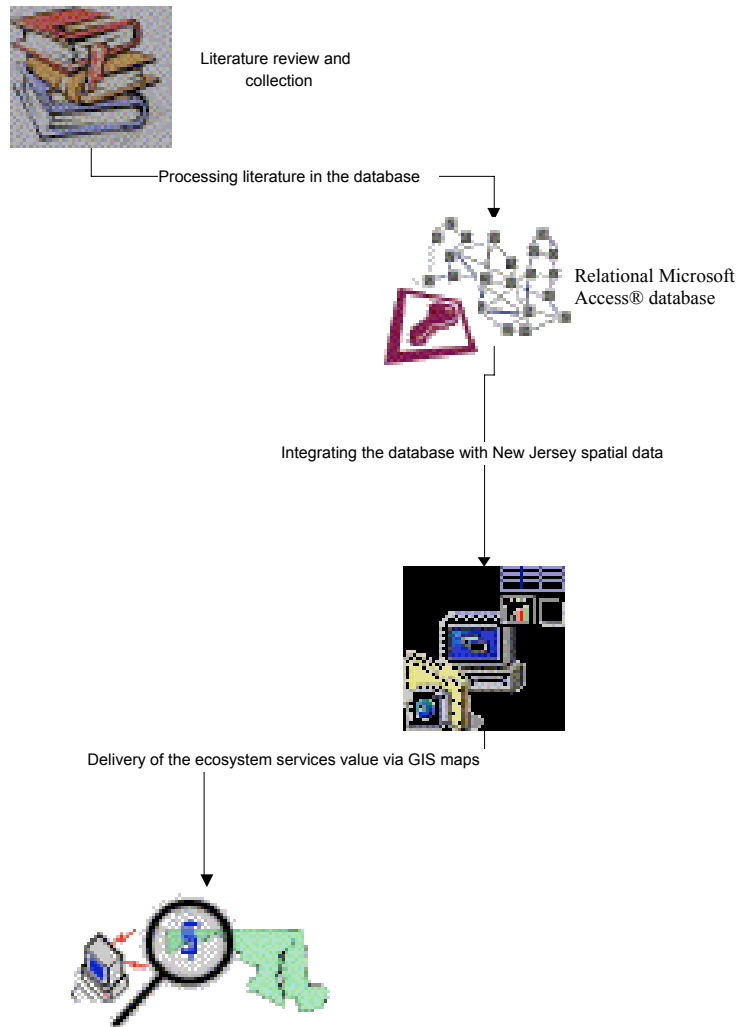 Literature review and
collection
Processing literature in the database
Relational Microsoft
Access® database
Integrating the database with New Jersey spatial data
Delivery of the ecosystem services value via GIS maps
$